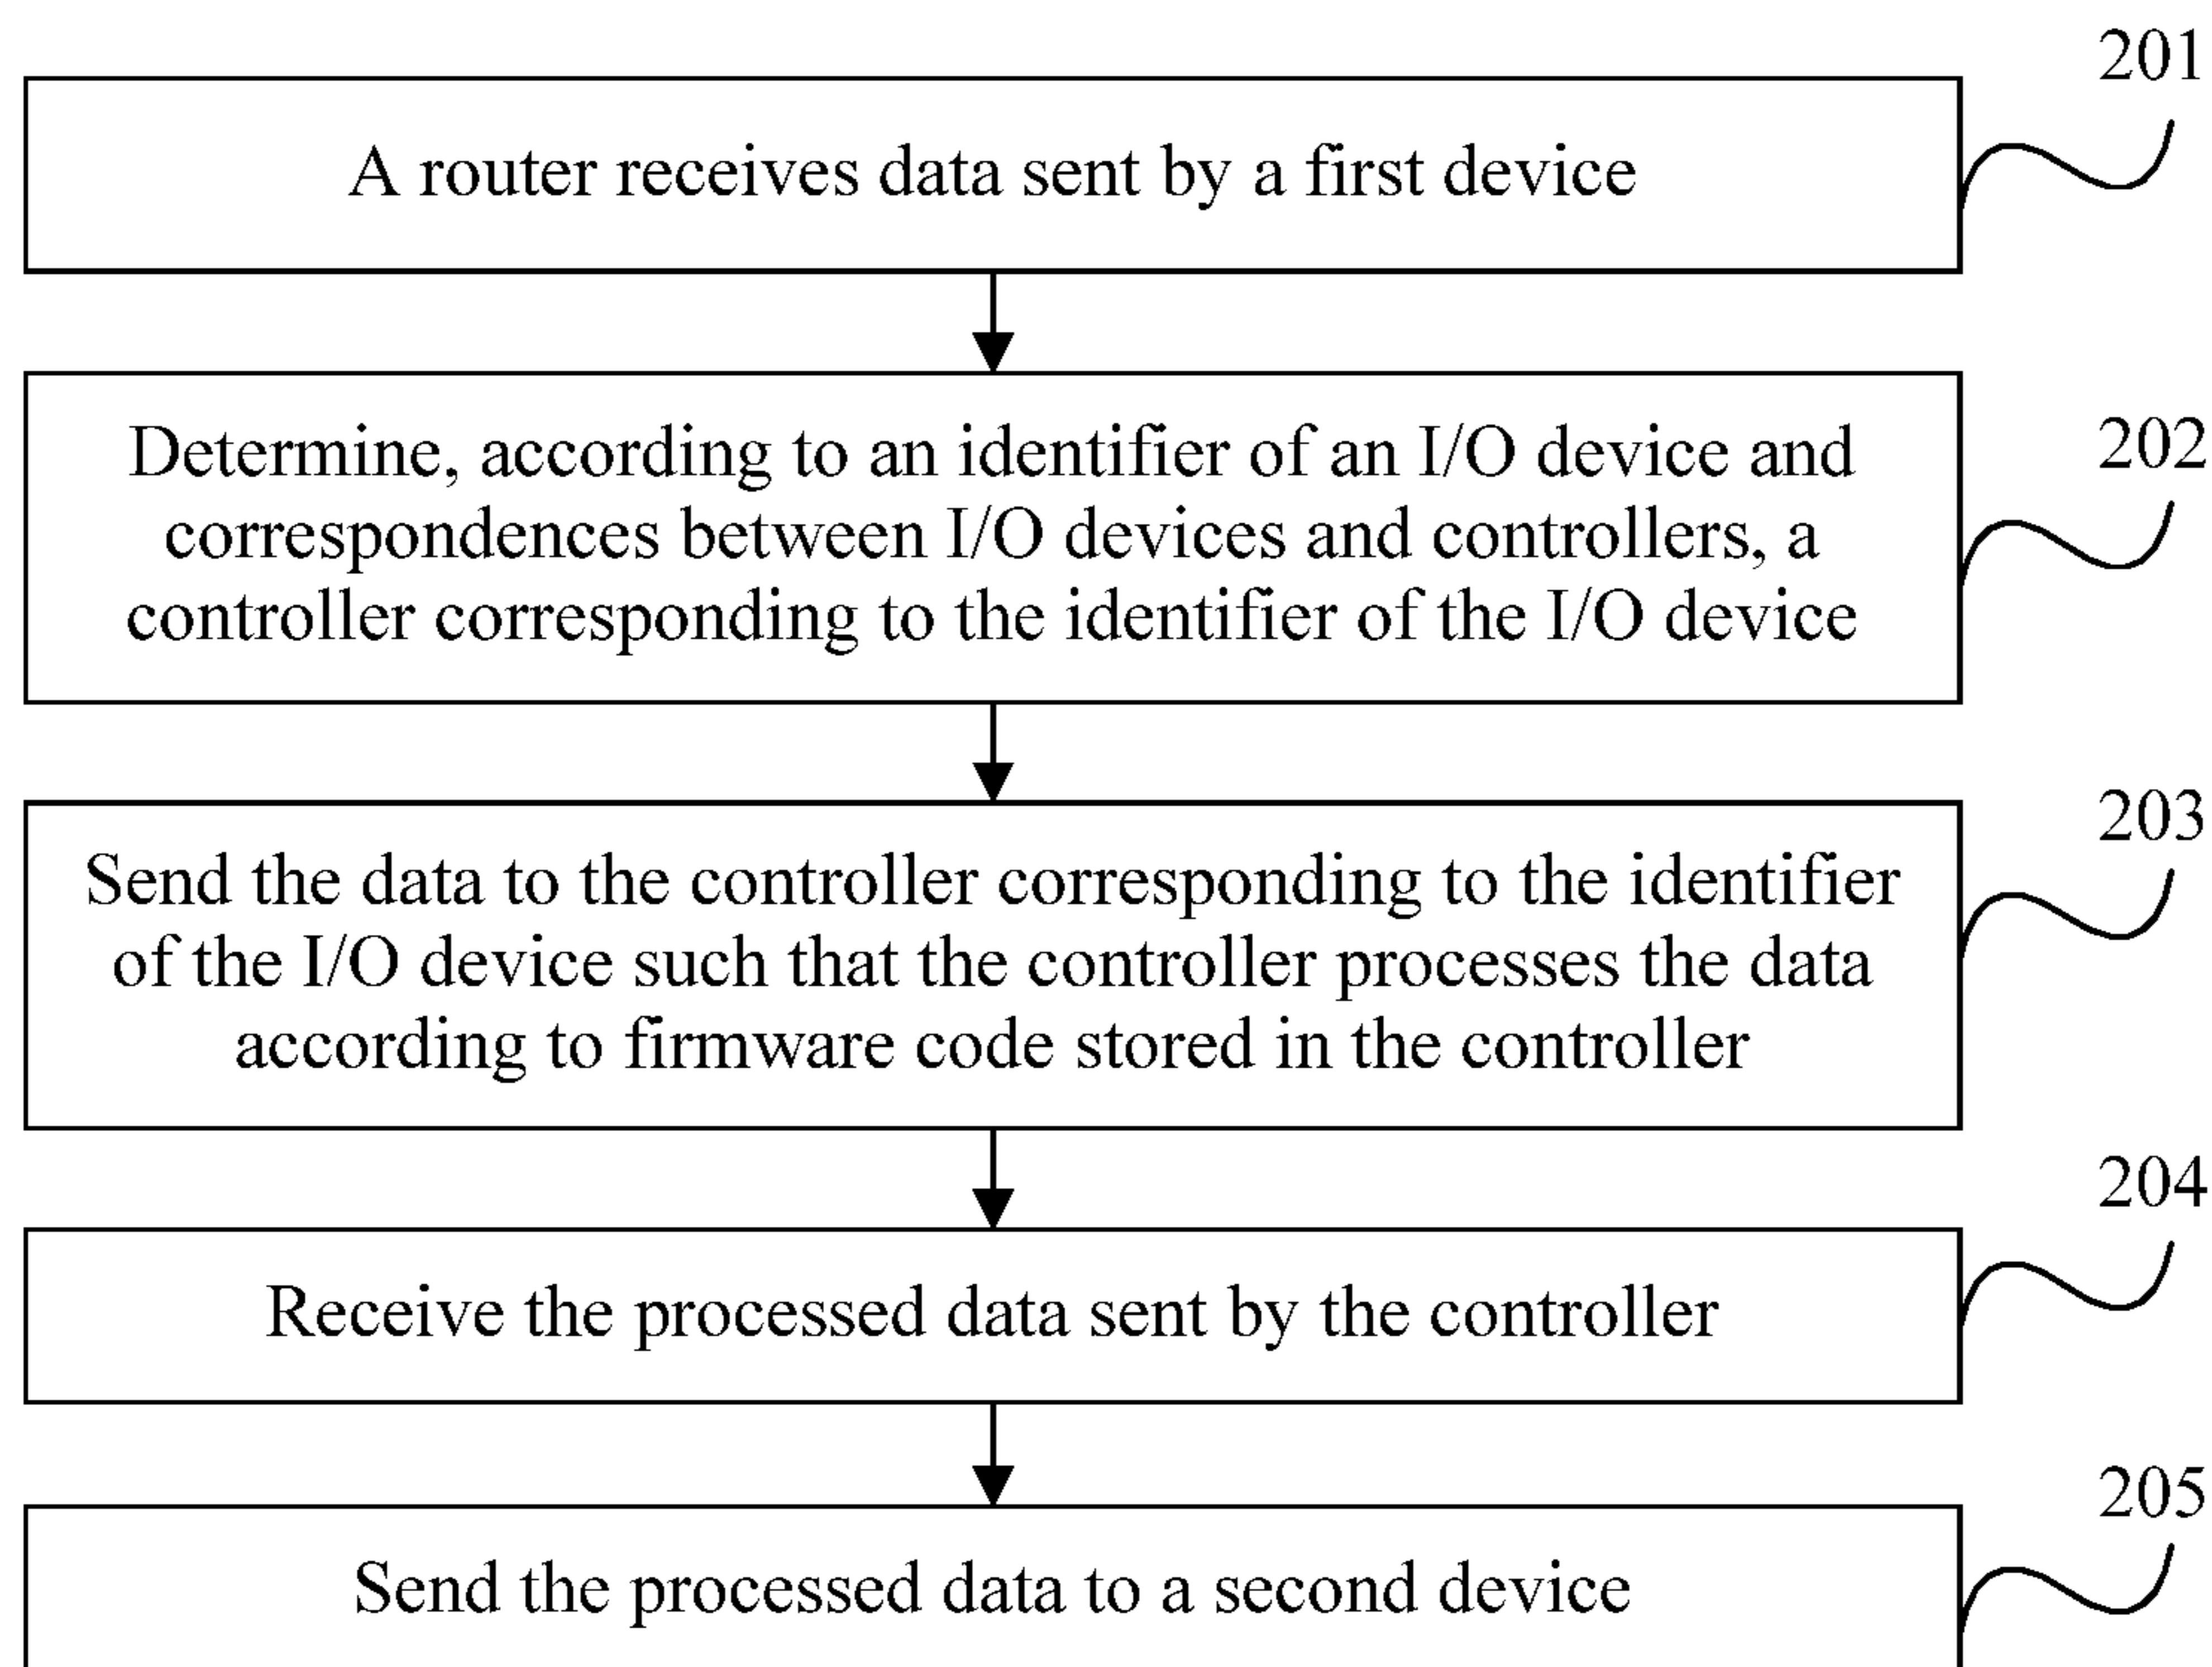 201
A router receives data sent by a first device
202
Determine, according to an identifier of an I/O device and
correspondences between I/O devices and controllers, a
controller corresponding to the identifier of the I/O device
203
Send the data to the controller corresponding to the identifier
of the I/O device such that the controller processes the data
according to firmware code stored in the controller
204
Receive the processed data sent by the controller
205
Send the processed data to a second device